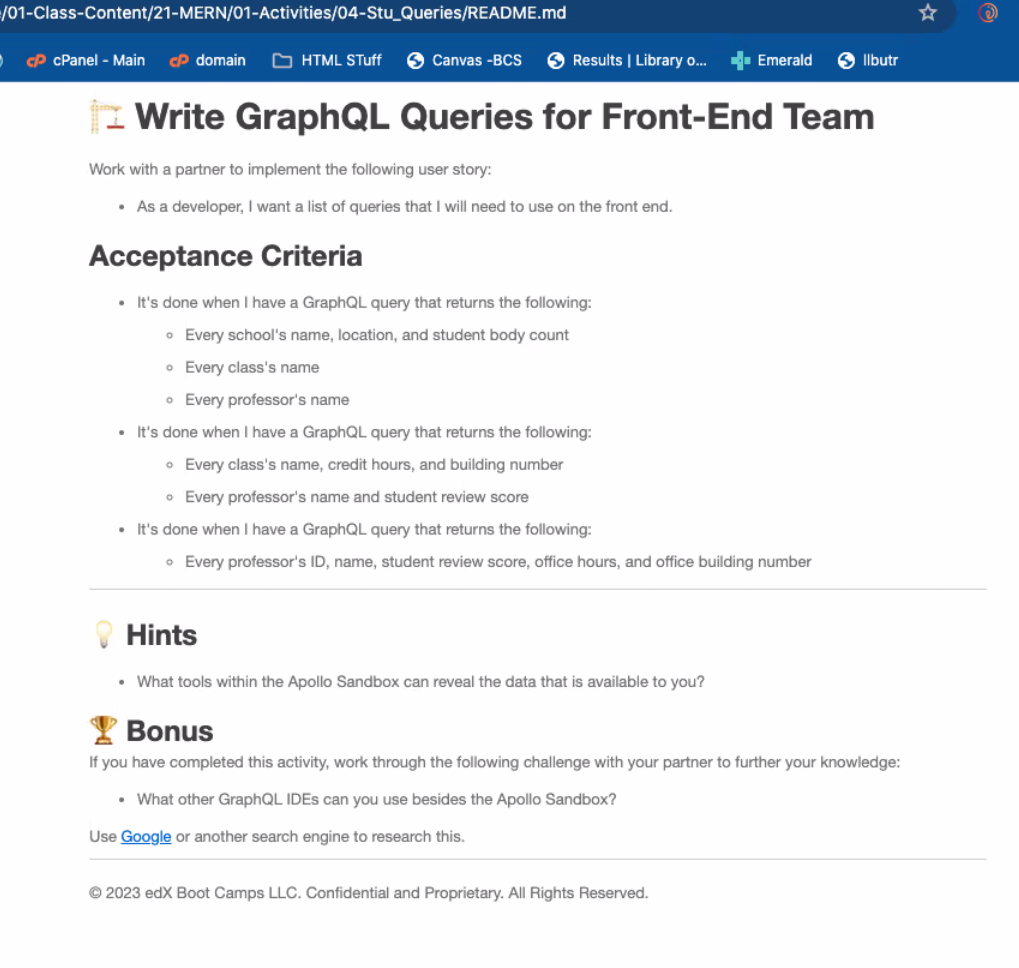 /01-Class-Content/21-MERN/01-Activities/04-Stu_Queries/README.md
cPanel - Main domain HTML STuff Canvas -BCS Results | Library o... Emerald llbutr
Write GraphQL Queries for Front-End Team
Work with a partner to implement the following user story:
• As a developer, I want a list of queries that I will need to use on the front end.
Acceptance Criteria
• It's done when I have a GraphQL query that returns the following:
◦ Every school's name, location, and student body count
◦ Every class's name
◦ Every professor's name
• It's done when I have a GraphQL query that returns the following:
◦ Every class's name, credit hours, and building number
◦ Every professor's name and student review score
• It's done when I have a GraphQL query that returns the following:
◦ Every professor's ID, name, student review score, office hours, and office building number
Hints
• What tools within the Apollo Sandbox can reveal the data that is available to you?
Bonus
If you have completed this activity, work through the following challenge with your partner to further your knowledge:
• What other GraphQL IDEs can you use besides the Apollo Sandbox?
Use Google or another search engine to research this.
© 2023 edX Boot Camps LLC. Confidential and Proprietary. All Rights Reserved.